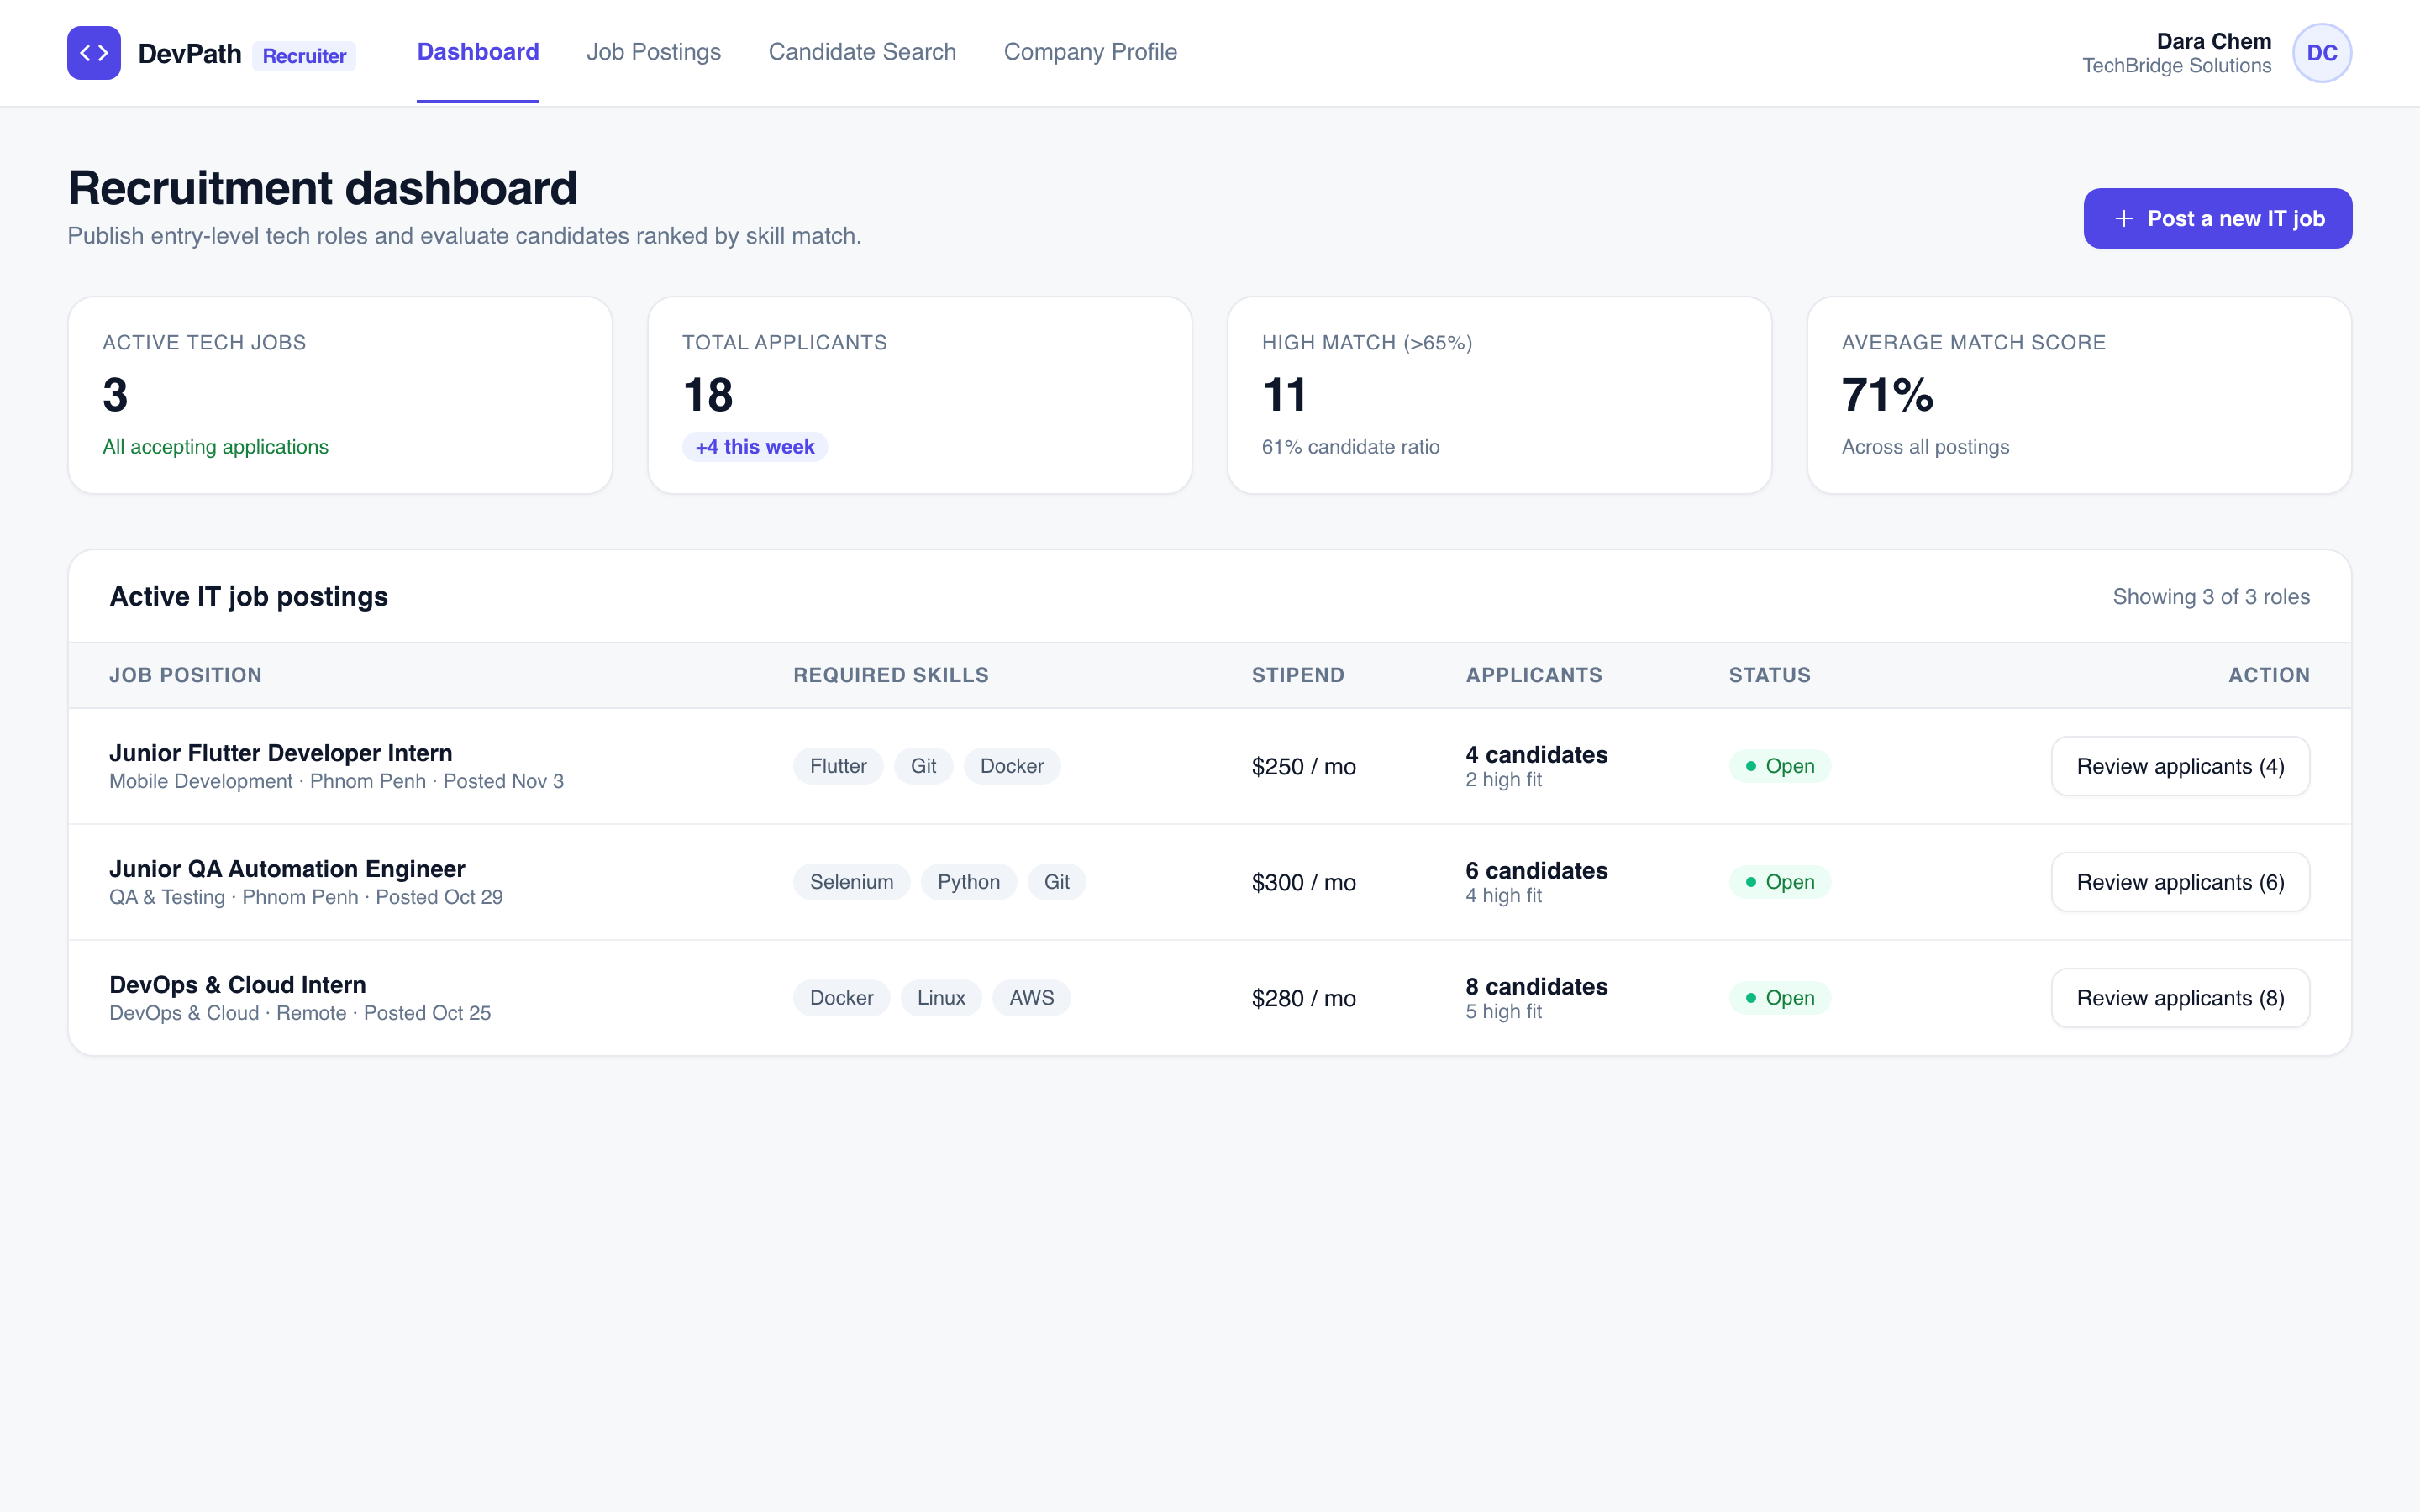 DevPath Recruiter Dashboard Job Postings Candidate Search Company Profile
Dara Chem
TechBridge Solutions
DC
Recruitment dashboard
Publish entry-level tech roles and evaluate candidates ranked by skill match.
+ Post a new IT job
ACTIVE TECH JOBS
3
All accepting applications
TOTAL APPLICANTS
18
+4 this week
HIGH MATCH (>65%)
11
61% candidate ratio
AVERAGE MATCH SCORE
71%
Across all postings
Active IT job postings
Showing 3 of 3 roles
JOB POSITION REQUIRED SKILLS STIPEND APPLICANTS STATUS ACTION
Junior Flutter Developer Intern
Mobile Development · Phnom Penh · Posted Nov 3
Flutter Git Docker
$250 / mo
4 candidates
2 high fit
Open
Review applicants (4)
Junior QA Automation Engineer
QA & Testing · Phnom Penh · Posted Oct 29
Selenium Python Git
$300 / mo
6 candidates
4 high fit
Open
Review applicants (6)
DevOps & Cloud Intern
DevOps & Cloud · Remote · Posted Oct 25
Docker Linux AWS
$280 / mo
8 candidates
5 high fit
Open
Review applicants (8)